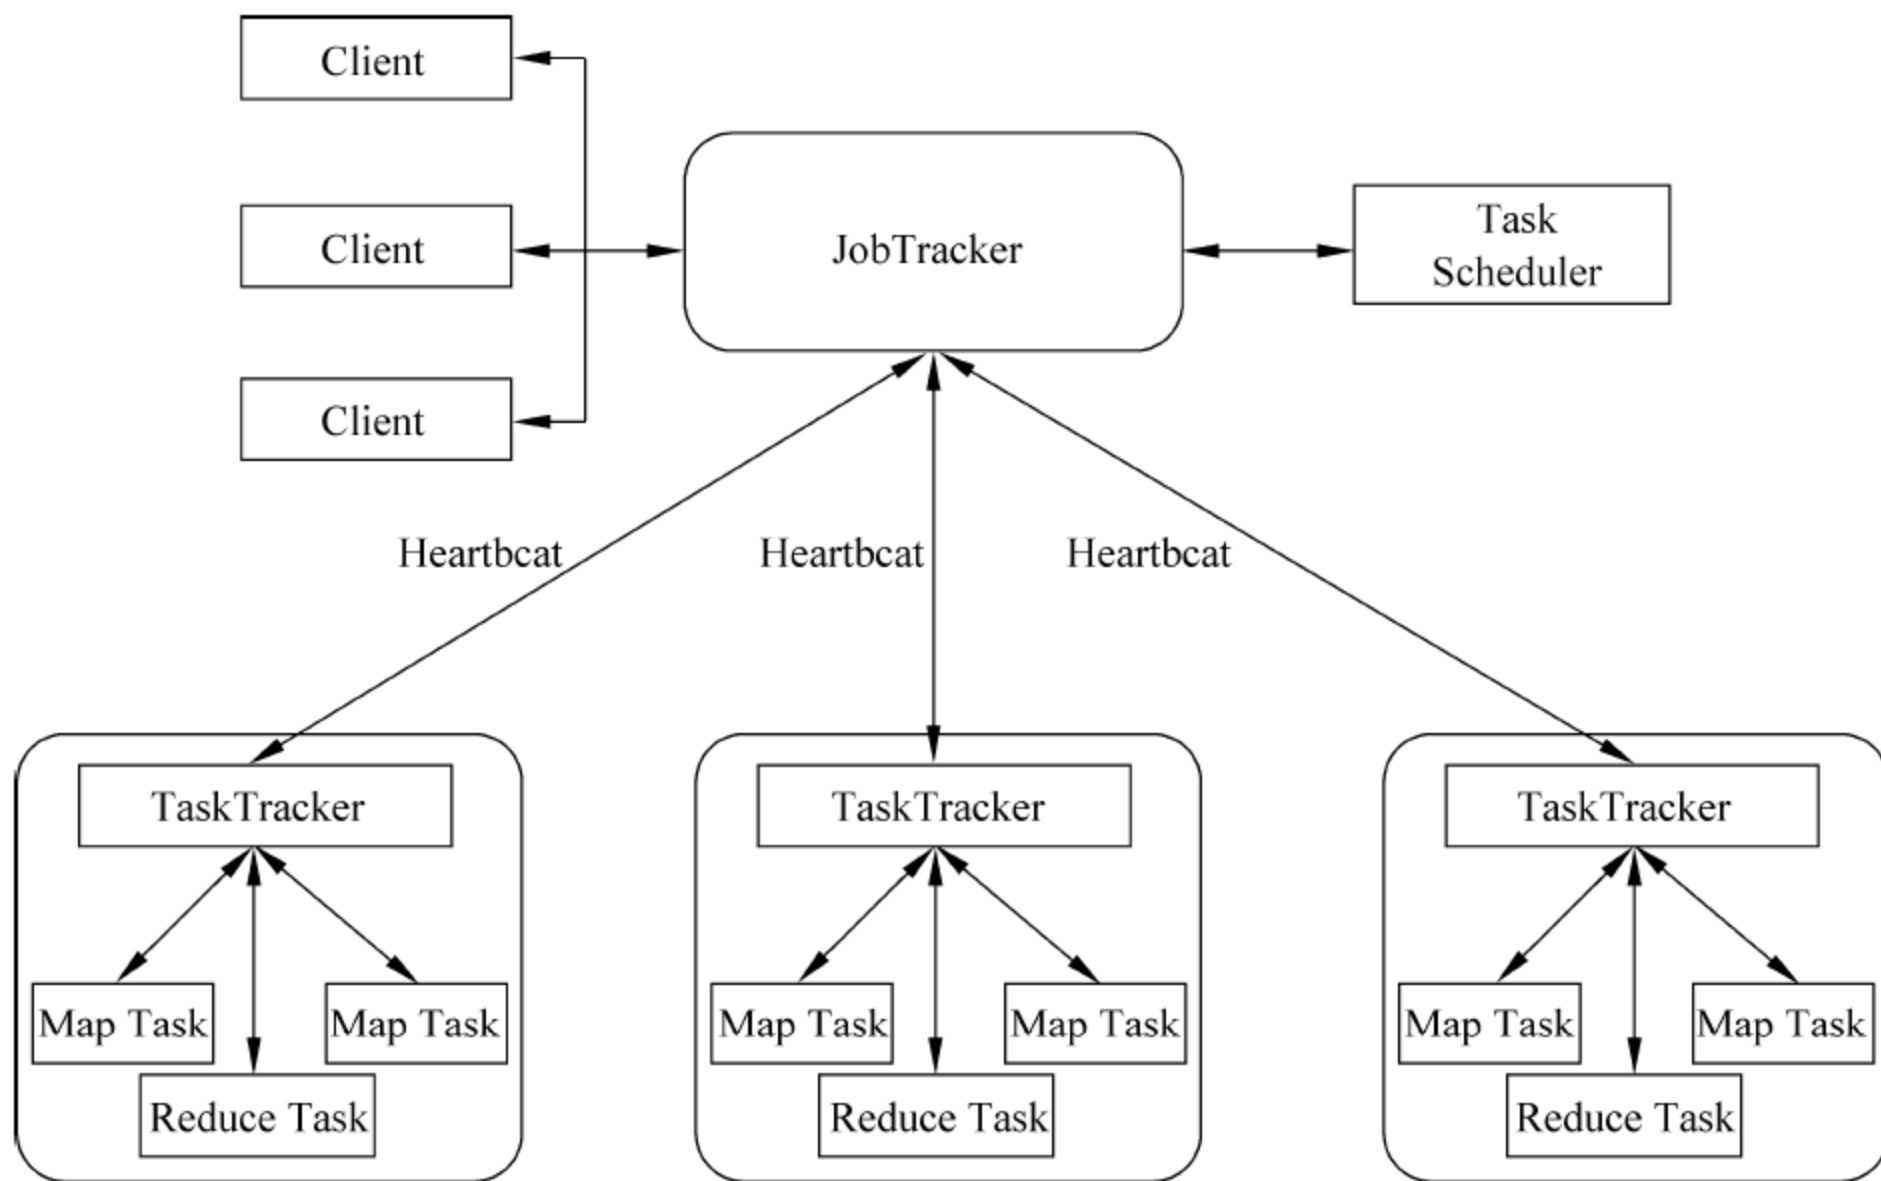 Client
Client
JobTracker
Task
Scheduler
Client
Heartbcat
Heartbcat
Heartbcat
TaskTracker
TaskTracker
TaskTracker
Map Task
Map Task
Reduce Task
Map Task
Map Task
Reduce Task
Map Task
Map Task
Reduce Task